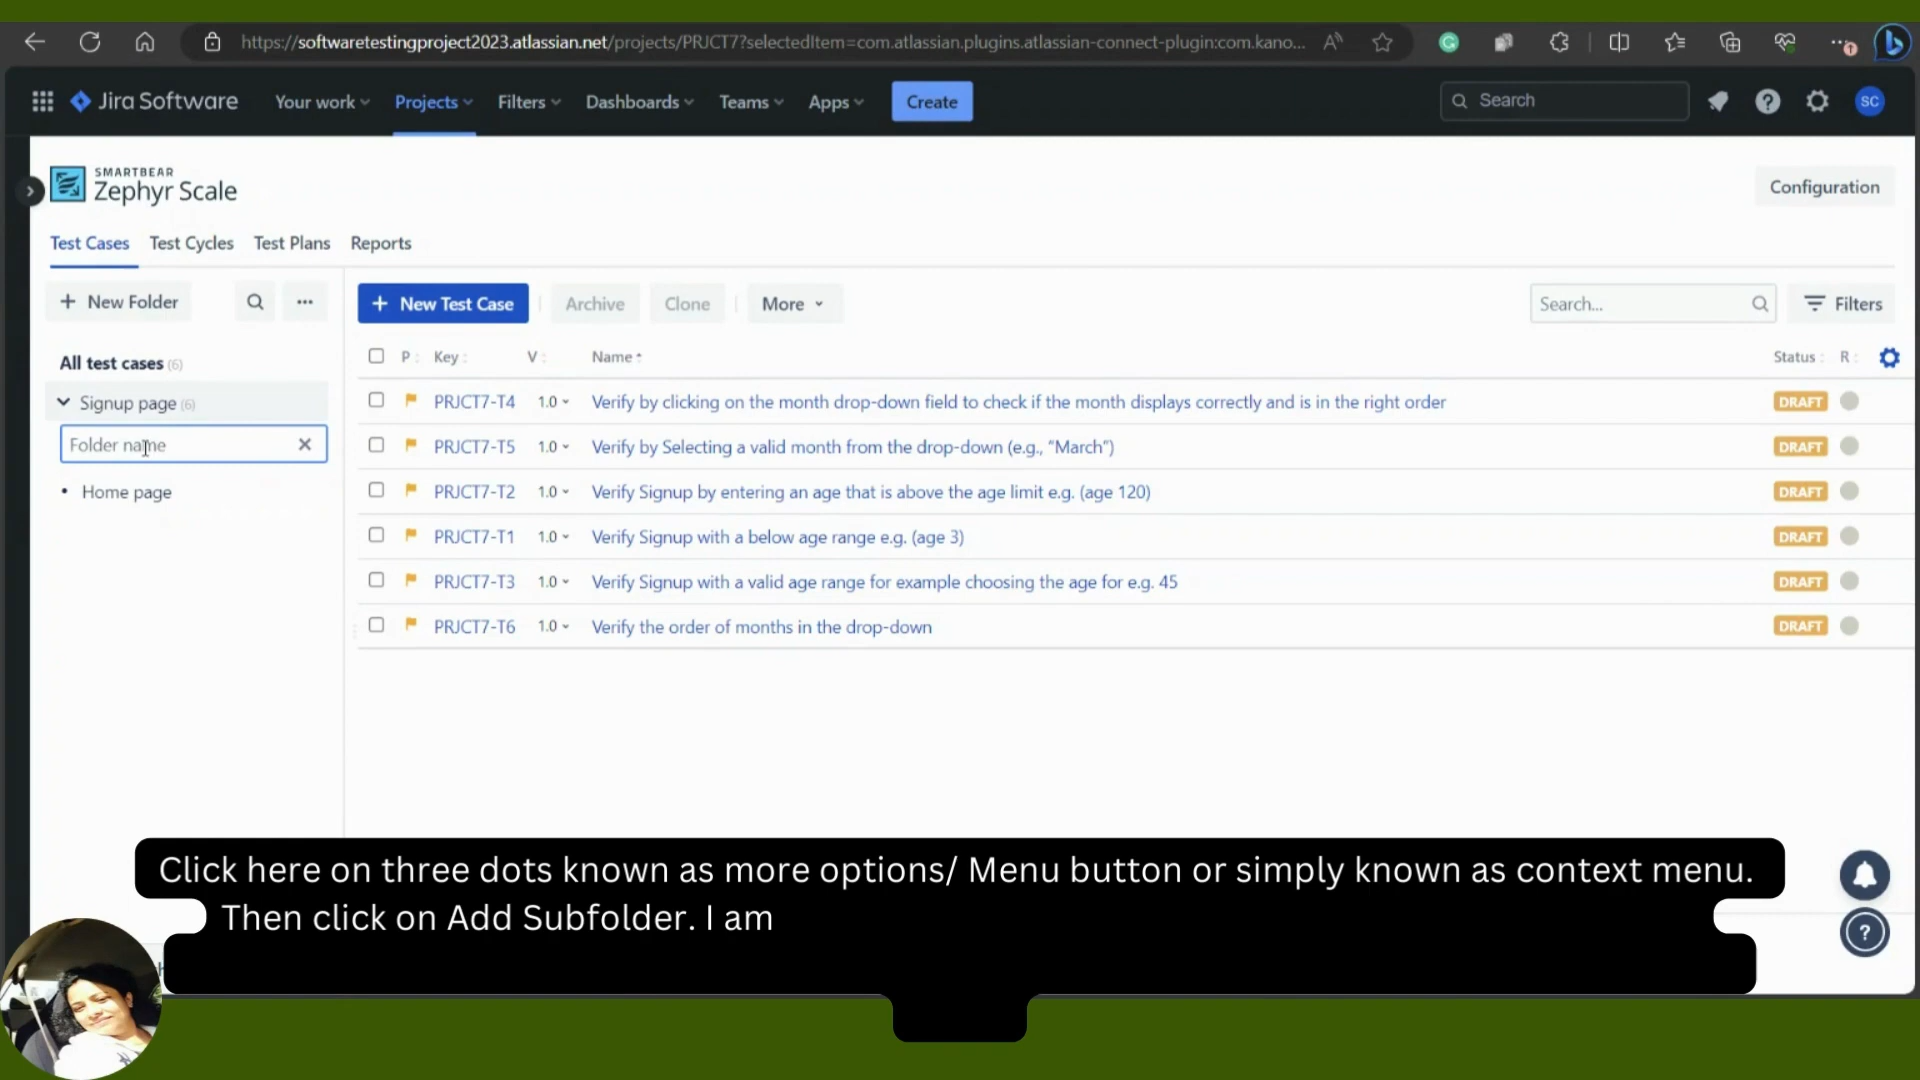 https://softwaretestingproject2023.atlassian.net/projects/PRJCT7?selectedItem=com.atlassian.plugins.atlassian-connect-plugin:com.kano...
Jira Software
Your work
Projects
Filters
Dashboards
Teams
Apps
Create
Search
SC
SMARTBEAR
Zephyr Scale
Configuration
Test Cases
Test Cycles
Test Plans
Reports
+ New Folder
+ New Test Case
Archive
Clone
More
Search...
Filters
All test cases (6)
Signup page (6)
Folder name
Home page
P Key V Name Status R
PRJCT7-T4 1.0 Verify by clicking on the month drop-down field to check if the month displays correctly and is in the right order DRAFT
PRJCT7-T5 1.0 Verify by Selecting a valid month from the drop-down (e.g., “March”) DRAFT
PRJCT7-T2 1.0 Verify Signup by entering an age that is above the age limit e.g. (age 120) DRAFT
PRJCT7-T1 1.0 Verify Signup with a below age range e.g. (age 3) DRAFT
PRJCT7-T3 1.0 Verify Signup with a valid age range for example choosing the age for e.g. 45 DRAFT
PRJCT7-T6 1.0 Verify the order of months in the drop-down DRAFT
Click here on three dots known as more options/ Menu button or simply known as context menu.
Then click on Add Subfolder. I am